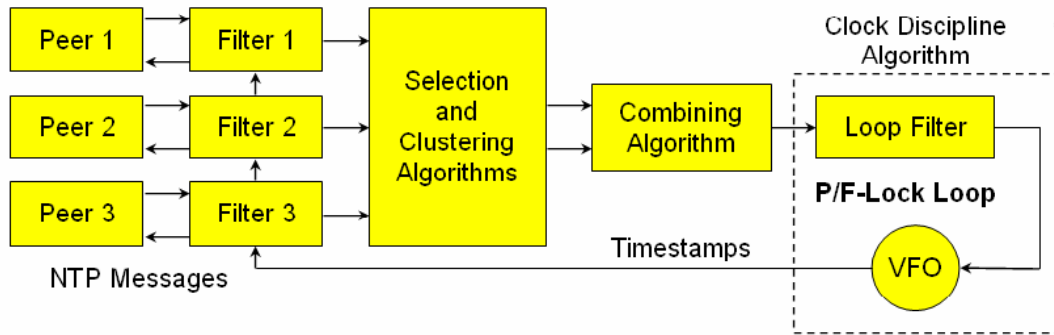 Peer 1
Filter 1
Peer 2
Filter 2
Peer 3
Filter 3
NTP Messages
Selection
and
Clustering
Algorithms
Combining
Algorithm
Clock Discipline
Algorithm
Loop Filter
P/F-Lock Loop
VFO
Timestamps